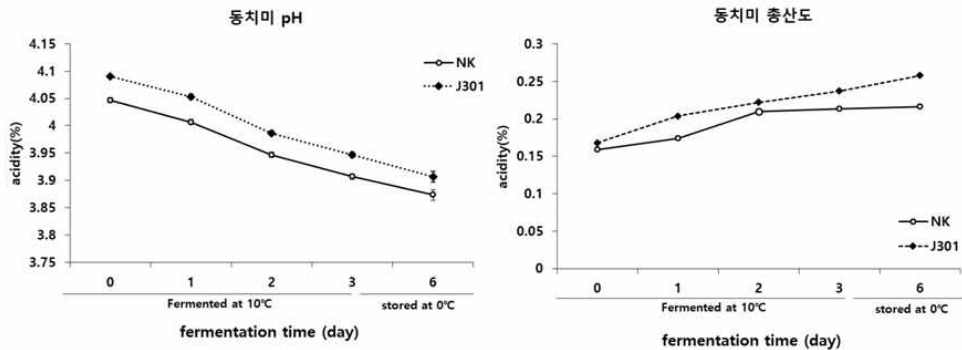 동치미 pH
4.15
4.1
4.05
4
3.95
3.9
3.85
3.8
3.75
acidity(%)
NK
J301
0 1 2 3 6
Fermented at 10℃ stored at 0℃
fermentation time (day)
동치미 총산도
0.3
0.25
0.2
0.15
0.1
0.05
0
acidity(%)
NK
J301
0 1 2 3 6
Fermented at 10℃ stored at 0℃
fermentation time (day)